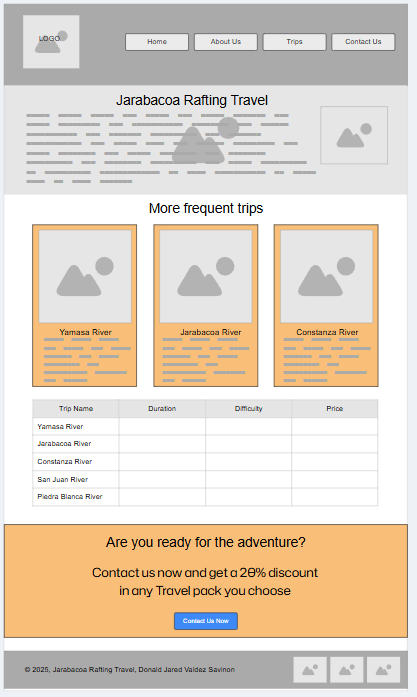 LOGO
Home
About Us
Trips
Contact Us
Jarabacoa Rafting Travel
More frequent trips
Yamasa River
Jarabacoa River
Constanza River
Trip Name Duration Difficulty Price
Yamasa River
Jarabacoa River
Constanza River
San Juan River
Piedra Blanca River
Are you ready for the adventure?
Contact us now and get a 20% discount
in any Travel pack you choose
Contact Us Now
© 2025, Jarabacoa Rafting Travel, Donald Jared Valdez Savinon